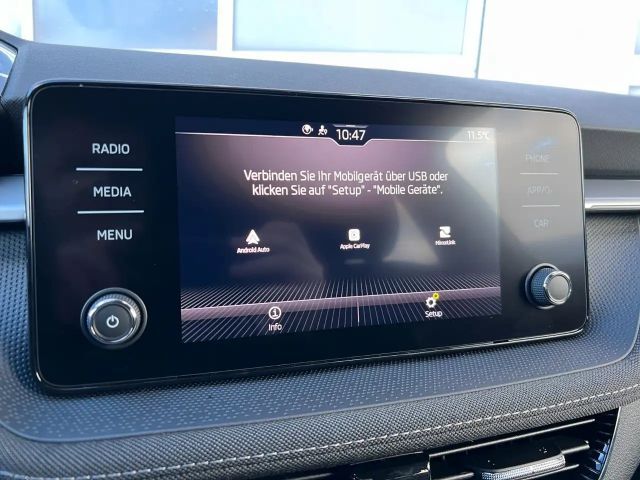 10:47
11.5°C
RADIO
MEDIA
MENU
Verbinden Sie Ihr Mobilgerät über USB oder
klicken Sie auf "Setup" - "Mobile Geräte".
Android Auto
Apple CarPlay
MirrorLink
Info
Setup
PHONE
CAR